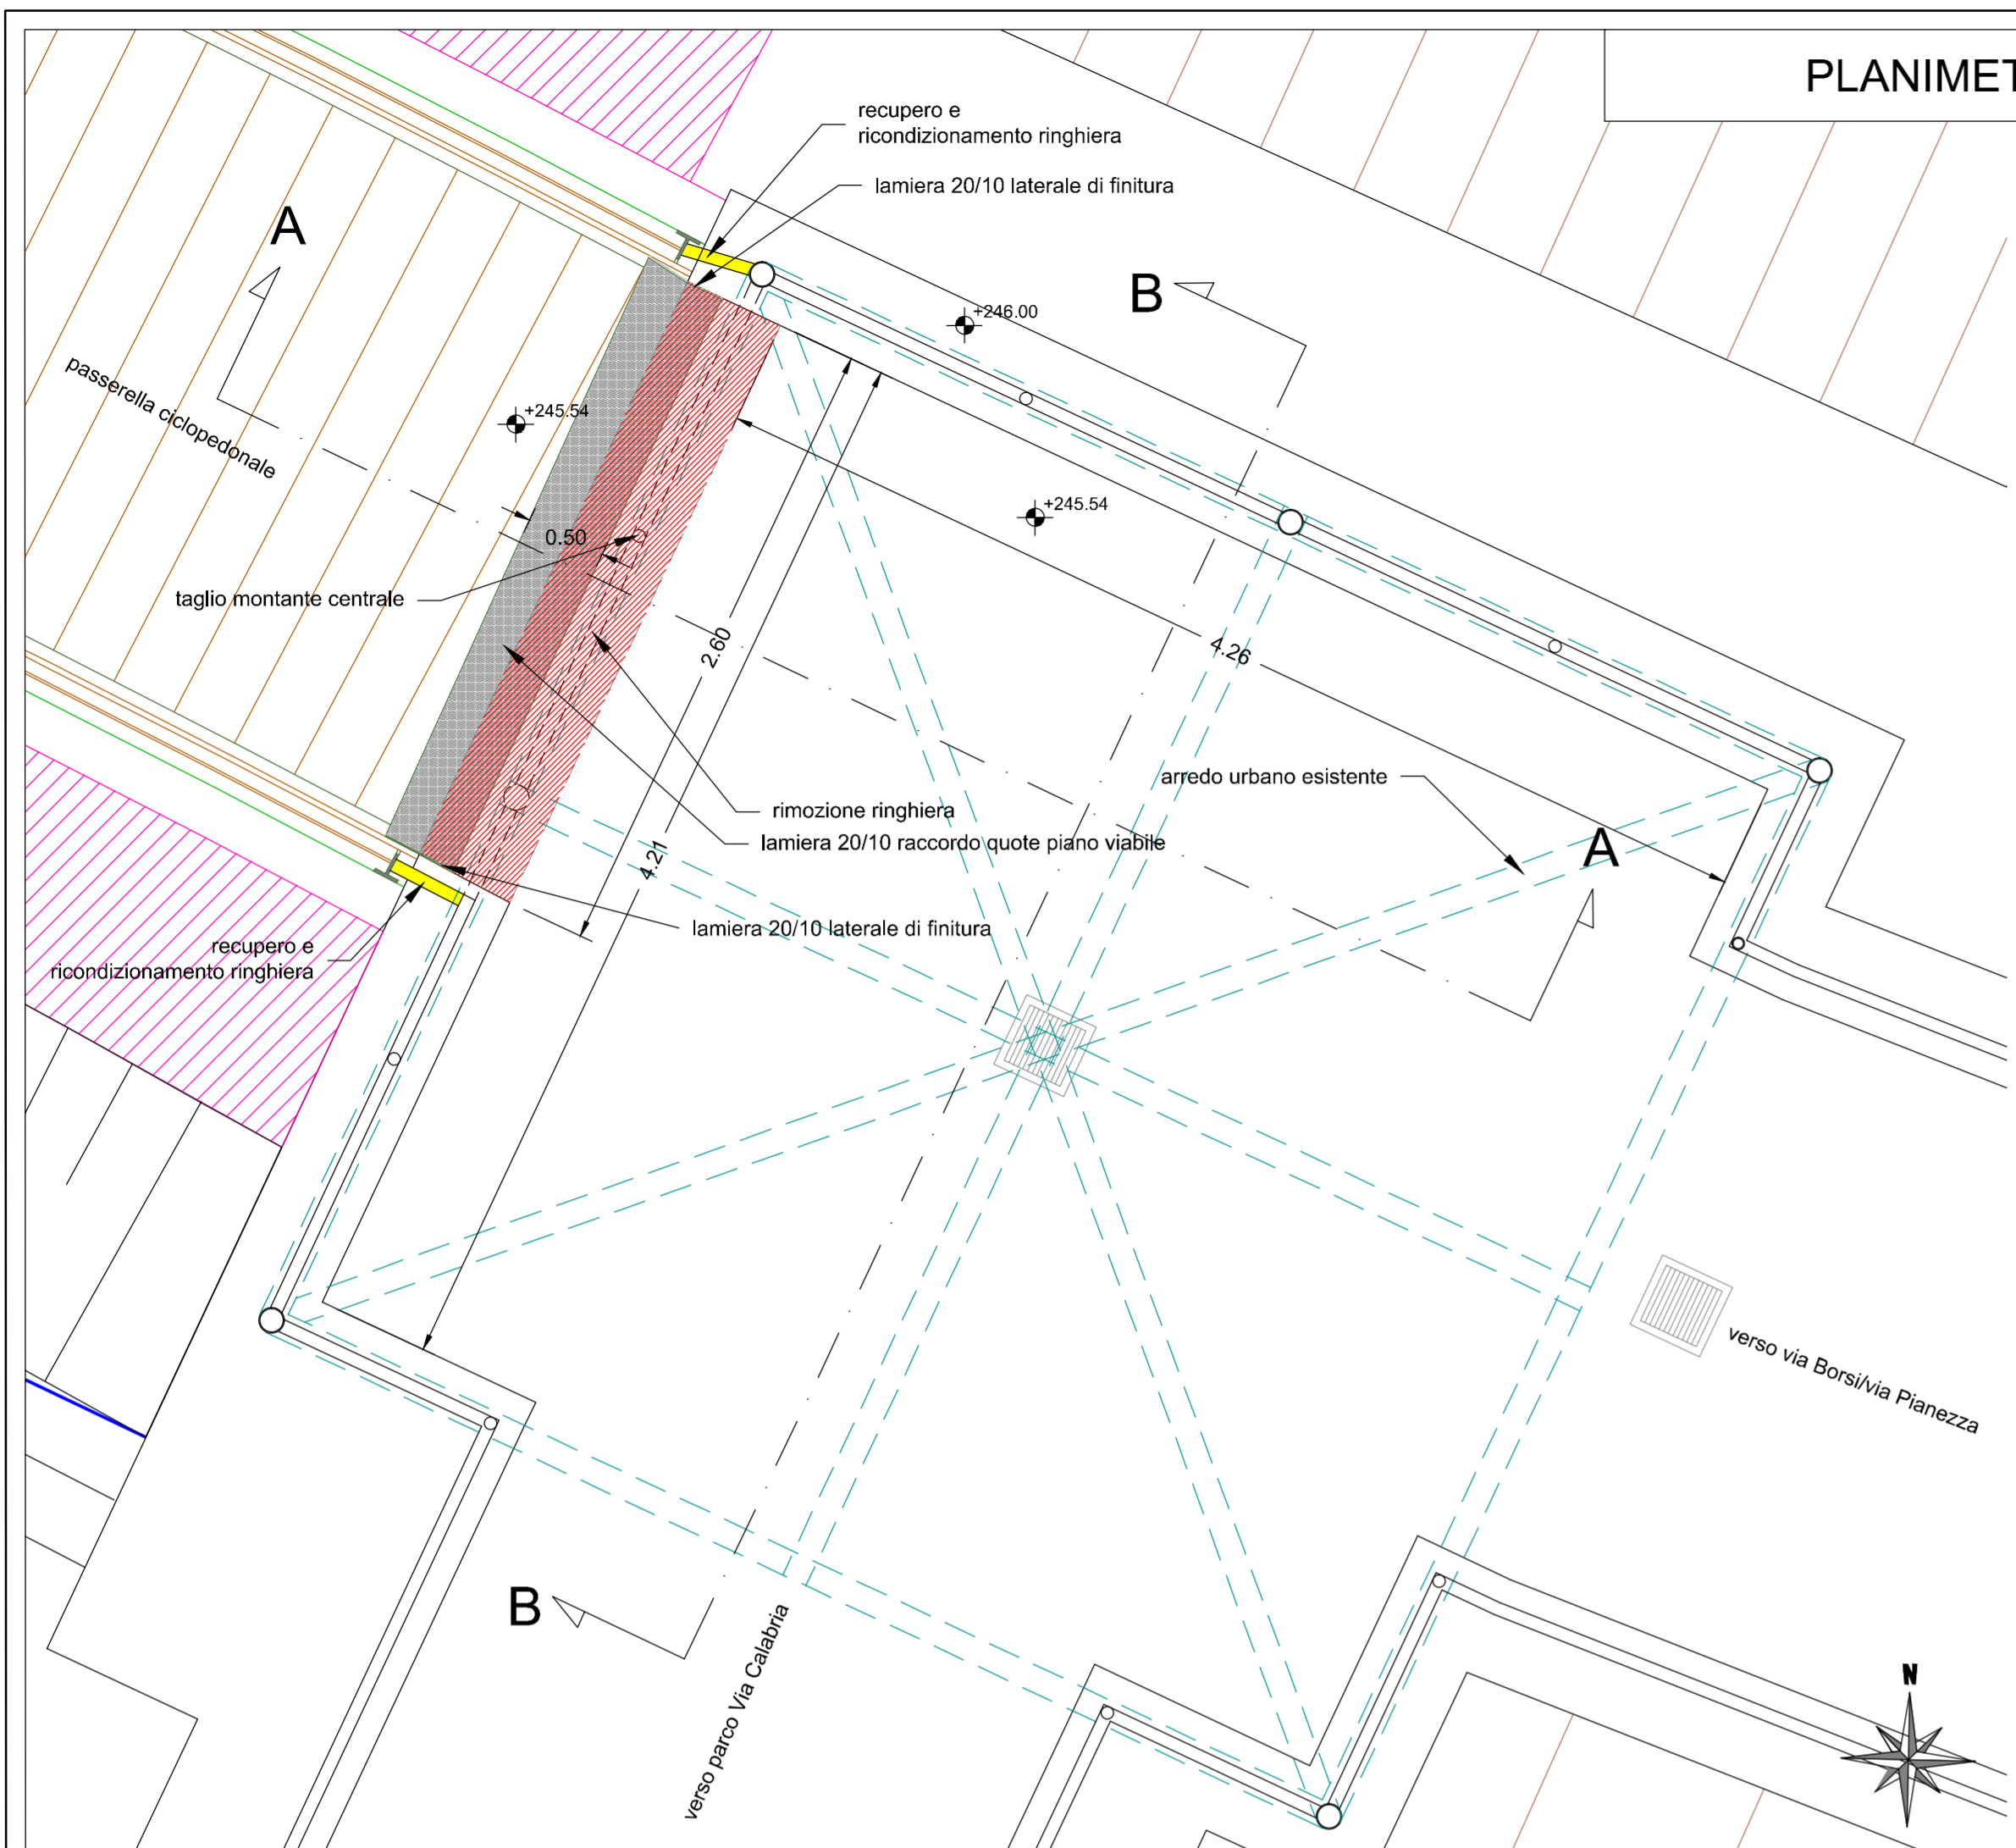 PLANIMET
recupero e
ricondizionamento ringhiera
lamiera 20/10 laterale di finitura
A
B
+246.00
passerella ciclopedonale
+245.54
+245.54
0.50
taglio montante centrale
2.60
4.26
arredo urbano esistente
rimozione ringhiera
lamiera 20/10 raccordo quote piano viabile
A
4.21
lamiera 20/10 laterale di finitura
recupero e
ricondizionamento ringhiera
verso via Borsi/via Pianezza
B
verso parco Via Calabria
N